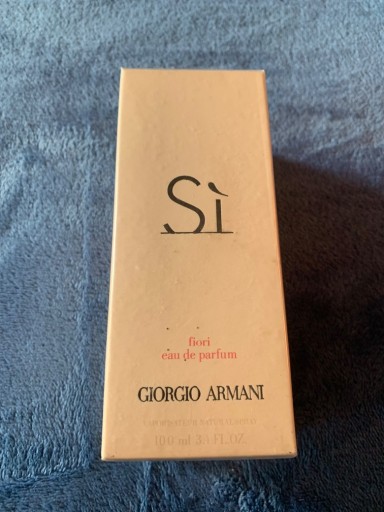 Sì
fiori
eau de parfum
GIORGIO ARMANI
100 ml 3.4 FL.OZ